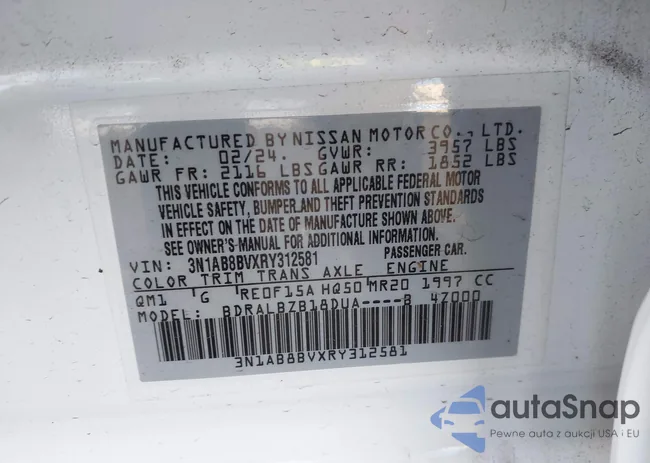 MANUFACTURED BY NISSAN MOTOR CO., LTD.
DATE: 02/24. GVWR: 3957 LBS
GAWR FR: 2116 LBS GAWR RR: 1852 LBS
THIS VEHICLE CONFORMS TO ALL APPLICABLE FEDERAL MOTOR
VEHICLE SAFETY, BUMPER, AND THEFT PREVENTION STANDARDS
IN EFFECT ON THE DATE OF MANUFACTURE SHOWN ABOVE.
SEE OWNER'S-MANUAL FOR ADDITIONAL INFORMATION.
VIN: 3N1AB8BVXRY312581 PASSENGER CAR.
COLOR TRIM TRANS AXLE ENGINE
QM1 'G 'RE0F15A HQ50 MR20 1997 CC
MODEL: BDRALBZB18DUA----B 47000
3N1AB8BVXRY312581
autoSnap
Pewne auta z aukcji USA i EU